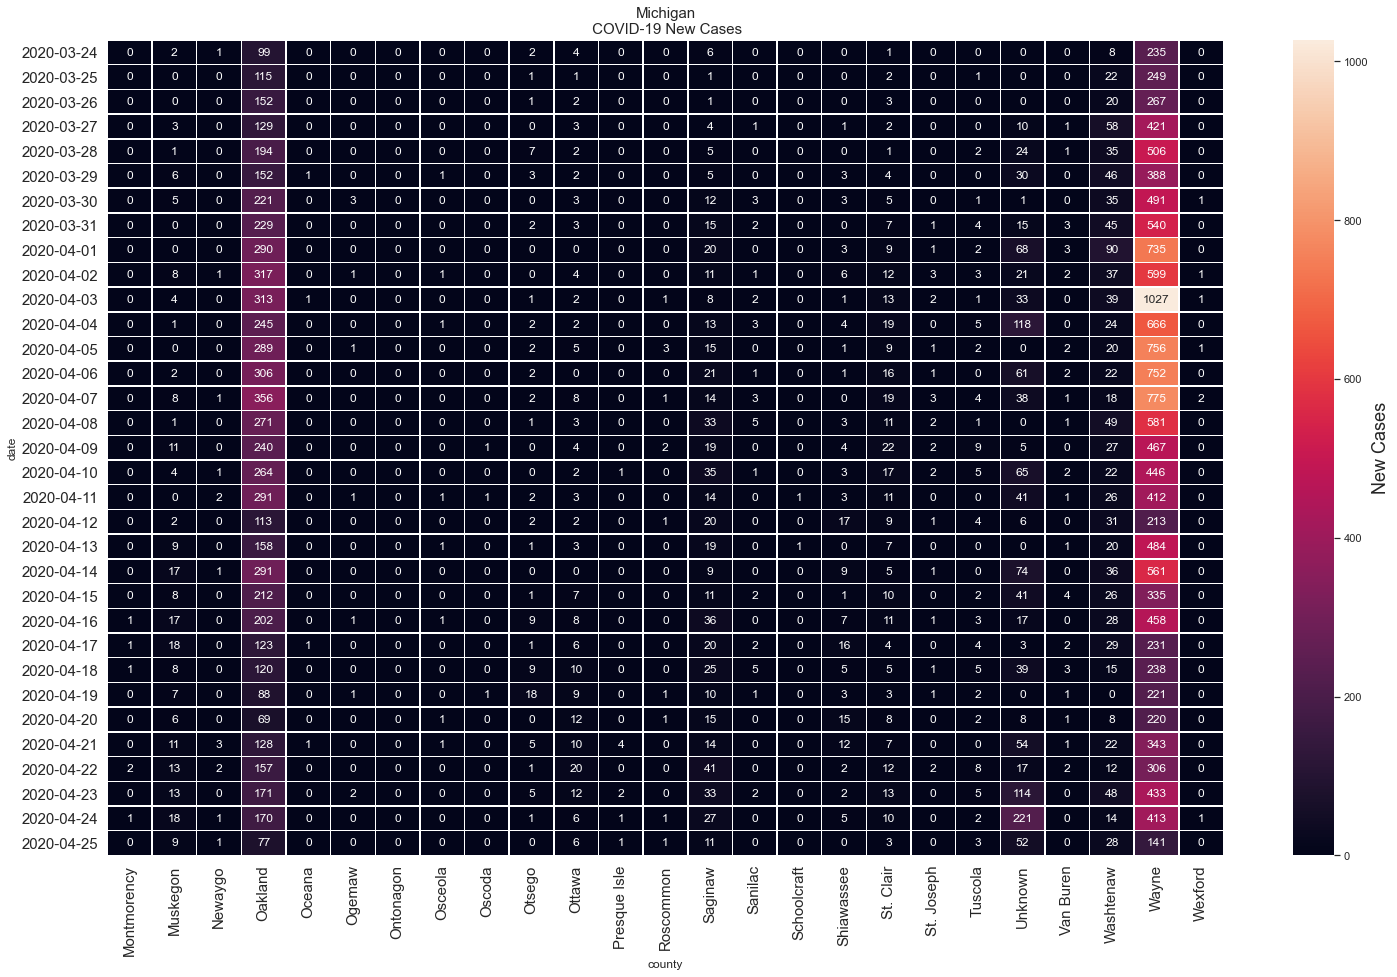 Michigan
COVID-19 New Cases
2020-03-24 0 2 1 99 0 0 0 0 0 2 4 0 0 6 0 0 0 1 0 0 0 0 8 235 0
2020-03-25 0 0 0 115 0 0 0 0 0 1 1 0 0 1 0 0 0 2 0 1 0 0 22 249 0
2020-03-26 0 0 0 152 0 0 0 0 0 1 2 0 0 1 0 0 0 3 0 0 0 0 20 267 0
2020-03-27 0 3 0 129 0 0 0 0 0 0 3 0 0 4 1 0 1 2 0 0 10 1 58 421 0
2020-03-28 0 1 0 194 0 0 0 0 0 7 2 0 0 5 0 0 0 1 0 2 24 1 35 506 0
2020-03-29 0 6 0 152 1 0 0 1 0 3 2 0 0 5 0 0 3 4 0 0 30 0 46 388 0
2020-03-30 0 5 0 221 0 3 0 0 0 0 3 0 0 12 3 0 3 5 0 1 1 0 35 491 1
2020-03-31 0 0 0 229 0 0 0 0 0 2 3 0 0 15 2 0 0 7 1 4 15 3 45 540 0
2020-04-01 0 0 0 290 0 0 0 0 0 0 0 0 0 20 0 0 3 9 1 2 68 3 90 735 0
2020-04-02 0 8 1 317 0 1 0 1 0 0 4 0 0 11 1 0 6 12 3 3 21 2 37 599 1
2020-04-03 0 4 0 313 1 0 0 0 0 1 2 0 1 8 2 0 1 13 2 1 33 0 39 1027 1
2020-04-04 0 1 0 245 0 0 0 1 0 2 2 0 0 13 3 0 4 19 0 5 118 0 24 666 0
2020-04-05 0 0 0 289 0 1 0 0 0 2 5 0 3 15 0 0 1 9 1 2 0 2 20 756 1
2020-04-06 0 2 0 306 0 0 0 0 0 2 0 0 0 21 1 0 1 16 1 0 61 2 22 752 0
2020-04-07 0 8 1 356 0 0 0 0 0 2 8 0 1 14 3 0 0 19 3 4 38 1 18 775 2
2020-04-08 0 1 0 271 0 0 0 0 0 1 3 0 0 33 5 0 3 11 2 1 0 1 49 581 0
2020-04-09 0 11 0 240 0 0 0 0 1 0 4 0 2 19 0 0 4 22 2 9 5 0 27 467 0
2020-04-10 0 4 1 264 0 0 0 0 0 0 2 1 0 35 1 0 3 17 2 5 65 2 22 446 0
2020-04-11 0 0 2 291 0 1 0 1 1 2 3 0 0 14 0 1 3 11 0 0 41 1 26 412 0
2020-04-12 0 2 0 113 0 0 0 0 0 2 2 0 1 20 0 0 17 9 1 4 6 0 31 213 0
2020-04-13 0 9 0 158 0 0 0 1 0 1 3 0 0 19 0 1 0 7 0 0 0 1 20 484 0
2020-04-14 0 17 1 291 0 0 0 0 0 0 0 0 0 9 0 0 9 5 1 0 74 0 36 561 0
2020-04-15 0 8 0 212 0 0 0 0 0 1 7 0 0 11 2 0 1 10 0 2 41 4 26 335 0
2020-04-16 1 17 0 202 0 1 0 1 0 9 8 0 0 36 0 0 7 11 1 3 17 0 28 458 0
2020-04-17 1 18 0 123 1 0 0 0 0 1 6 0 0 20 2 0 16 4 0 4 3 2 29 231 0
2020-04-18 1 8 0 120 0 0 0 0 0 9 10 0 0 25 5 0 5 5 1 5 39 3 15 238 0
2020-04-19 0 7 0 88 0 1 0 0 1 18 9 0 1 10 1 0 3 3 1 2 0 1 0 221 0
2020-04-20 0 6 0 69 0 0 0 1 0 0 12 0 1 15 0 0 15 8 0 2 8 1 8 220 0
2020-04-21 0 11 3 128 1 0 0 1 0 5 10 4 0 14 0 0 12 7 0 0 54 1 22 343 0
2020-04-22 2 13 2 157 0 0 0 0 0 1 20 0 0 41 0 0 2 12 2 8 17 2 12 306 0
2020-04-23 0 13 0 171 0 2 0 0 0 5 12 2 0 33 2 0 2 13 0 5 114 0 48 433 0
2020-04-24 1 18 1 170 0 0 0 0 0 1 6 1 1 27 0 0 5 10 0 2 221 0 14 413 1
2020-04-25 0 9 1 77 0 0 0 0 0 0 6 1 1 11 0 0 0 3 0 3 52 0 28 141 0
Montmorency Muskegon Newaygo Oakland Oceana Ogemaw Ontonagon Osceola Oscoda Otsego Ottawa Presque Isle Roscommon Saginaw Sanilac Schoolcraft Shiawassee St. Clair St. Joseph Tuscola Unknown Van Buren Washtenaw Wayne Wexford
county
date
1000
800
600
400
200
0
New Cases